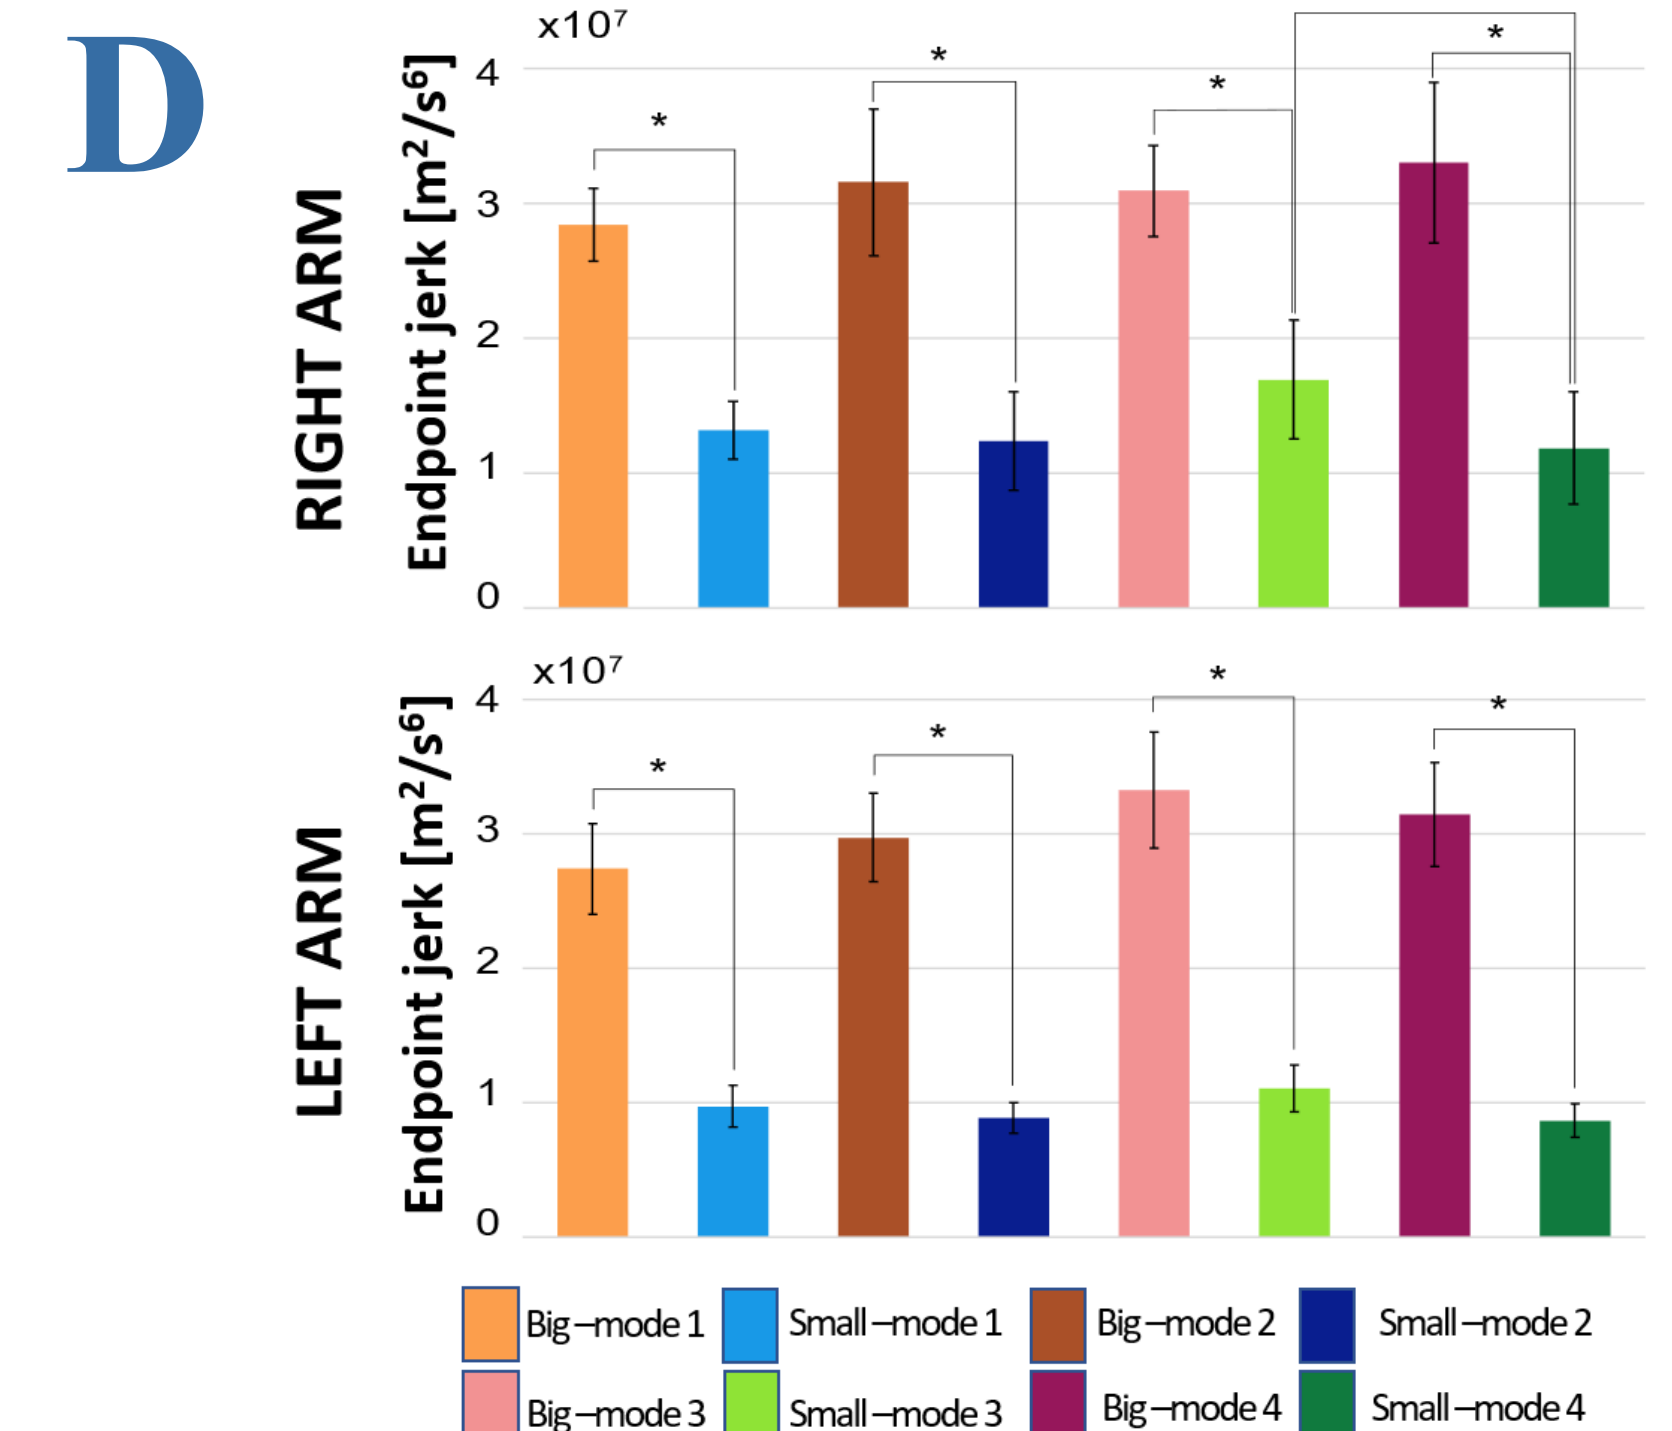 D
RIGHT ARM
Endpoint jerk [m²/s⁶]
x10⁷
4
3
2
1
0
*
*
*
*
LEFT ARM
Endpoint jerk [m²/s⁶]
x10⁷
4
3
2
1
0
*
*
*
*
Big–mode 1 Small–mode 1 Big–mode 2 Small–mode 2
Big–mode 3 Small–mode 3 Big–mode 4 Small–mode 4